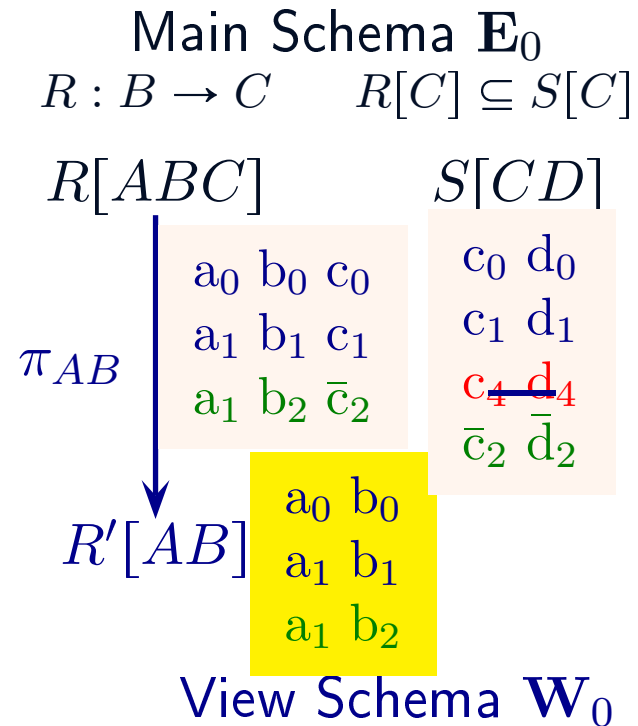 Main Schema E₀
R : B → C R[C] ⊆ S[C]
R[ABC] S[CD]
a₀ b₀ c₀
a₁ b₁ c₁
a₁ b₂ c̄₂
c₀ d₀
c₁ d₁
c₄ d₄
c̄₂ d̄₂
π_AB
R′[AB]
a₀ b₀
a₁ b₁
a₁ b₂
View Schema W₀